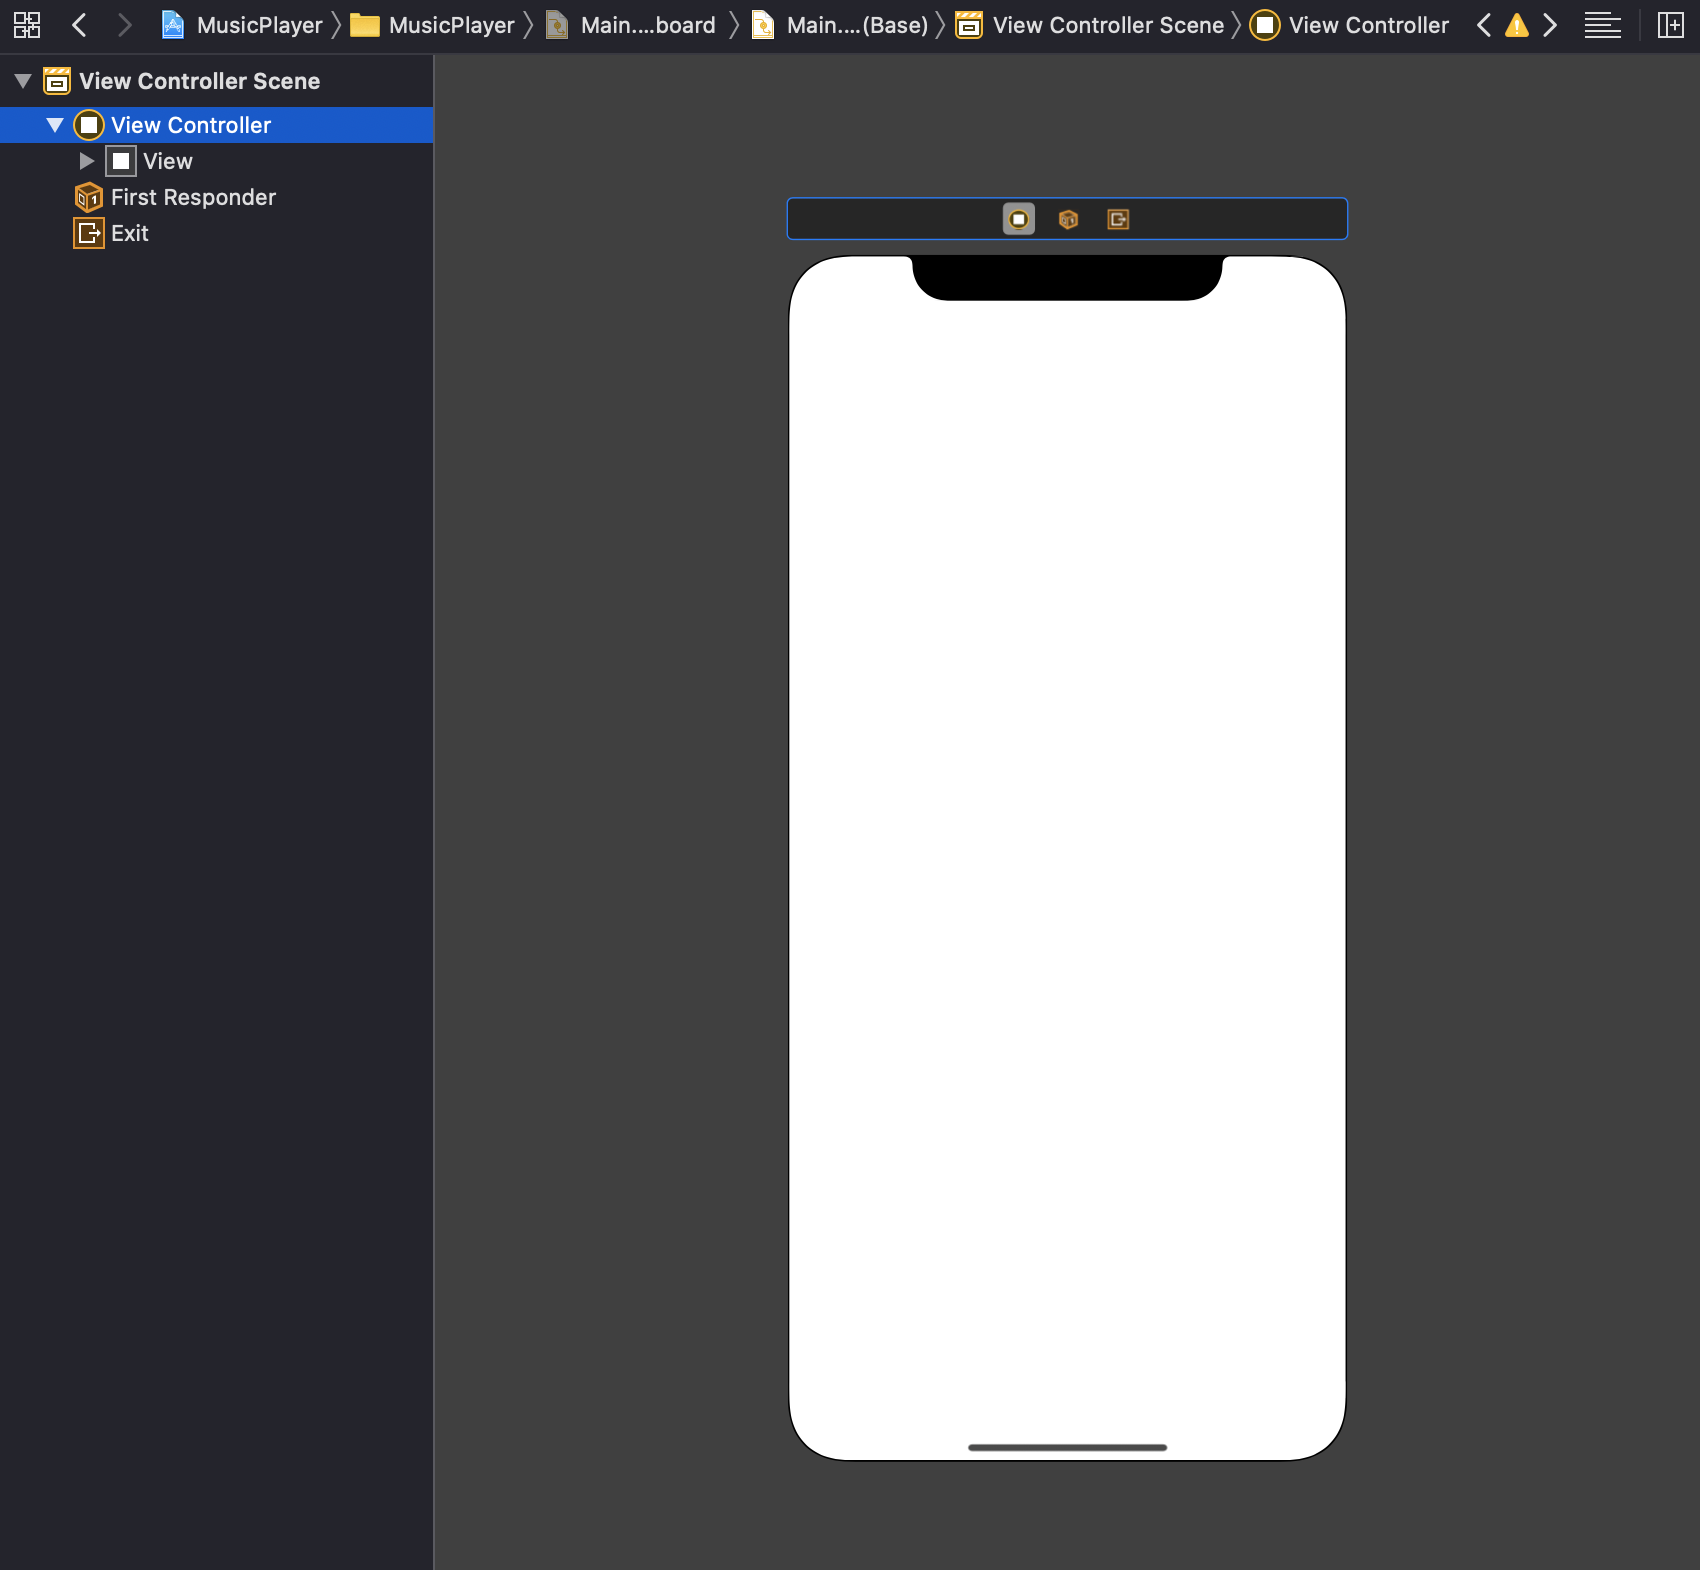 MusicPlayer MusicPlayer Main....board Main....(Base) View Controller Scene View Controller
View Controller Scene
View Controller
View
First Responder
Exit